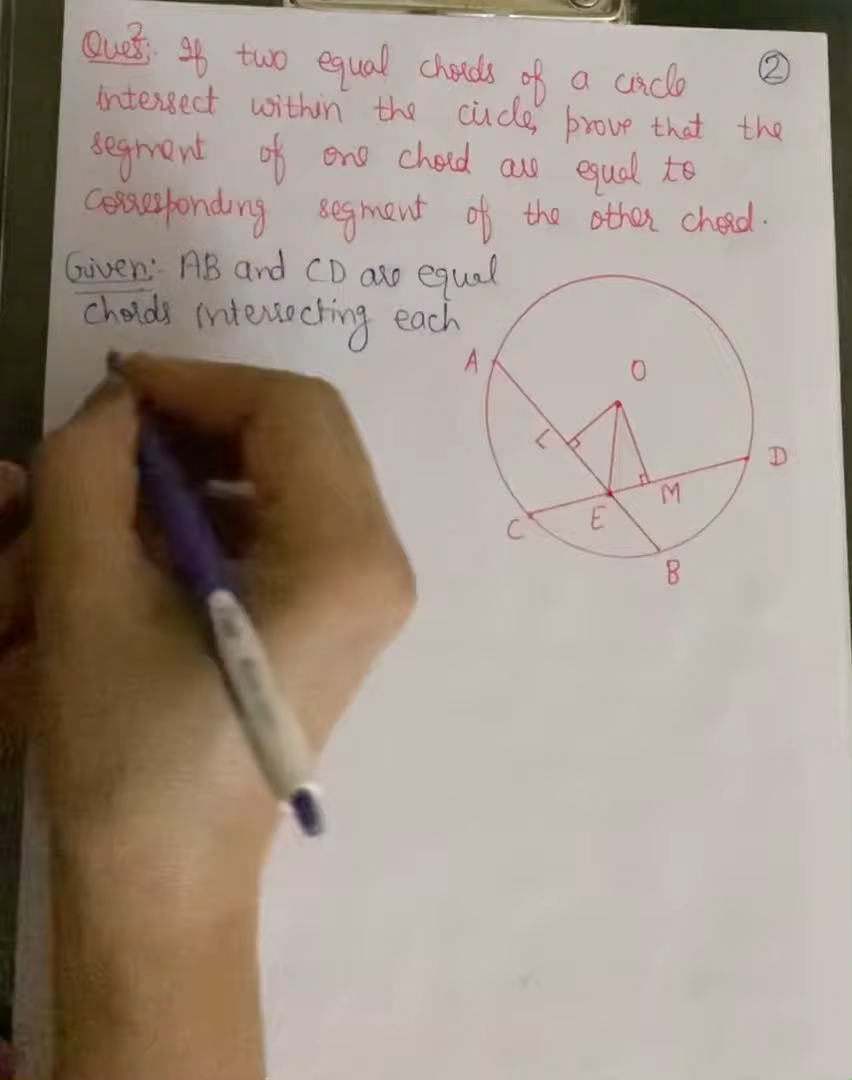 Ques2: If two equal chords of a circle
②
intersect within the circle, prove that the
segment of one chord are equal to
corresponding segment of the other chord.
Given: AB and CD are equal
chords intersecting each
A
O
L
D
M
E
C
B